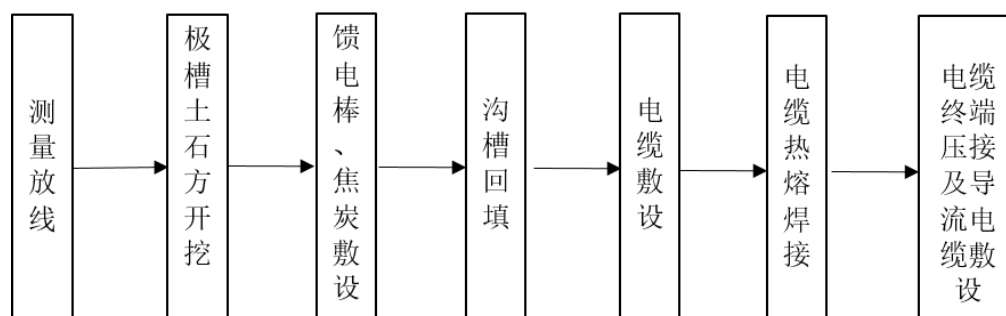 测量放线
极槽土石方开挖
馈电棒、焦炭敷设
沟槽回填
电缆敷设
电缆热熔焊接
电缆终端压接及导流电缆敷设